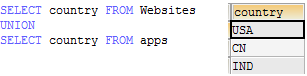 SELECT country FROM Websites
UNION
SELECT country FROM apps
country
USA
CN
IND